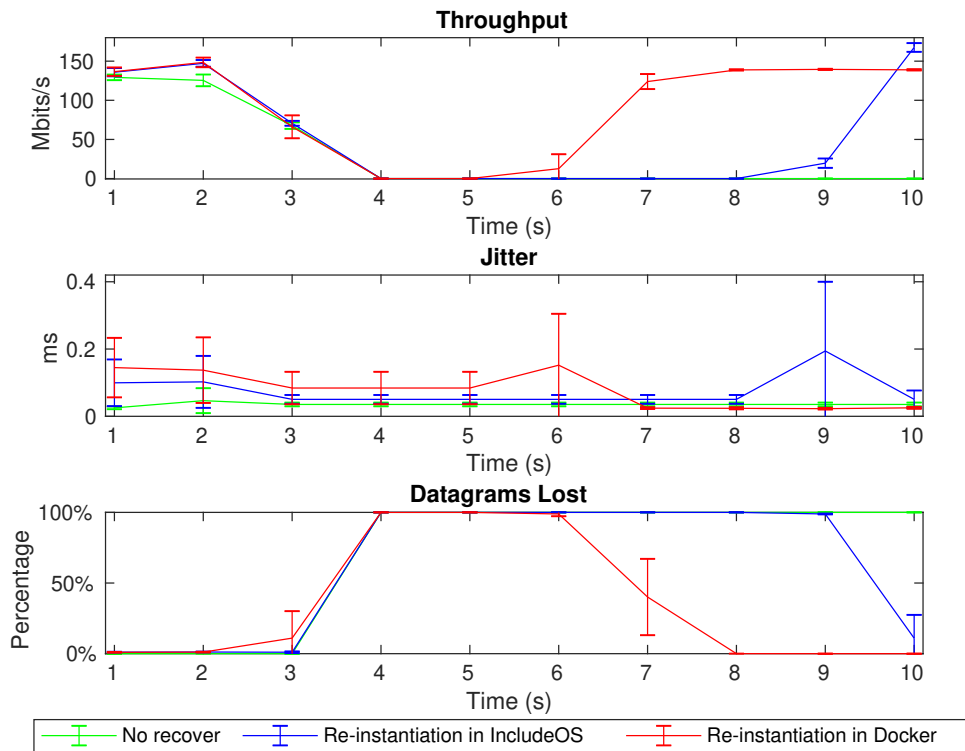 Throughput
150
100
50
0
Mbits/s
1 2 3 4 5 6 7 8 9 10
Time (s)
Jitter
0.4
0.2
0
ms
1 2 3 4 5 6 7 8 9 10
Time (s)
Datagrams Lost
100%
50%
0%
Percentage
1 2 3 4 5 6 7 8 9 10
Time (s)
No recover Re-instantiation in IncludeOS Re-instantiation in Docker